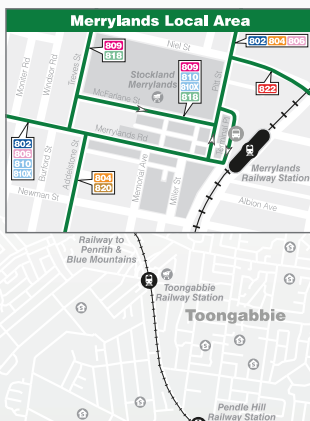 Merrylands Local Area
Neil St
802 804 806
809
818
Monitor Rd
Windsor Rd
Treves St
Stockland
Merrylands
809
810
810X
818
Pitt St
822
McFarlane St
Merrylands Rd
802
806
810
810X
Burford St
Addlestone St
804
820
Memorial Ave
Miller St
Merrylands
Railway Station
Newman St
Albion Ave
Railway to
Penrith &
Blue Mountains
Toongabbie
Railway Station
Toongabbie
Pendle Hill
Railway Station